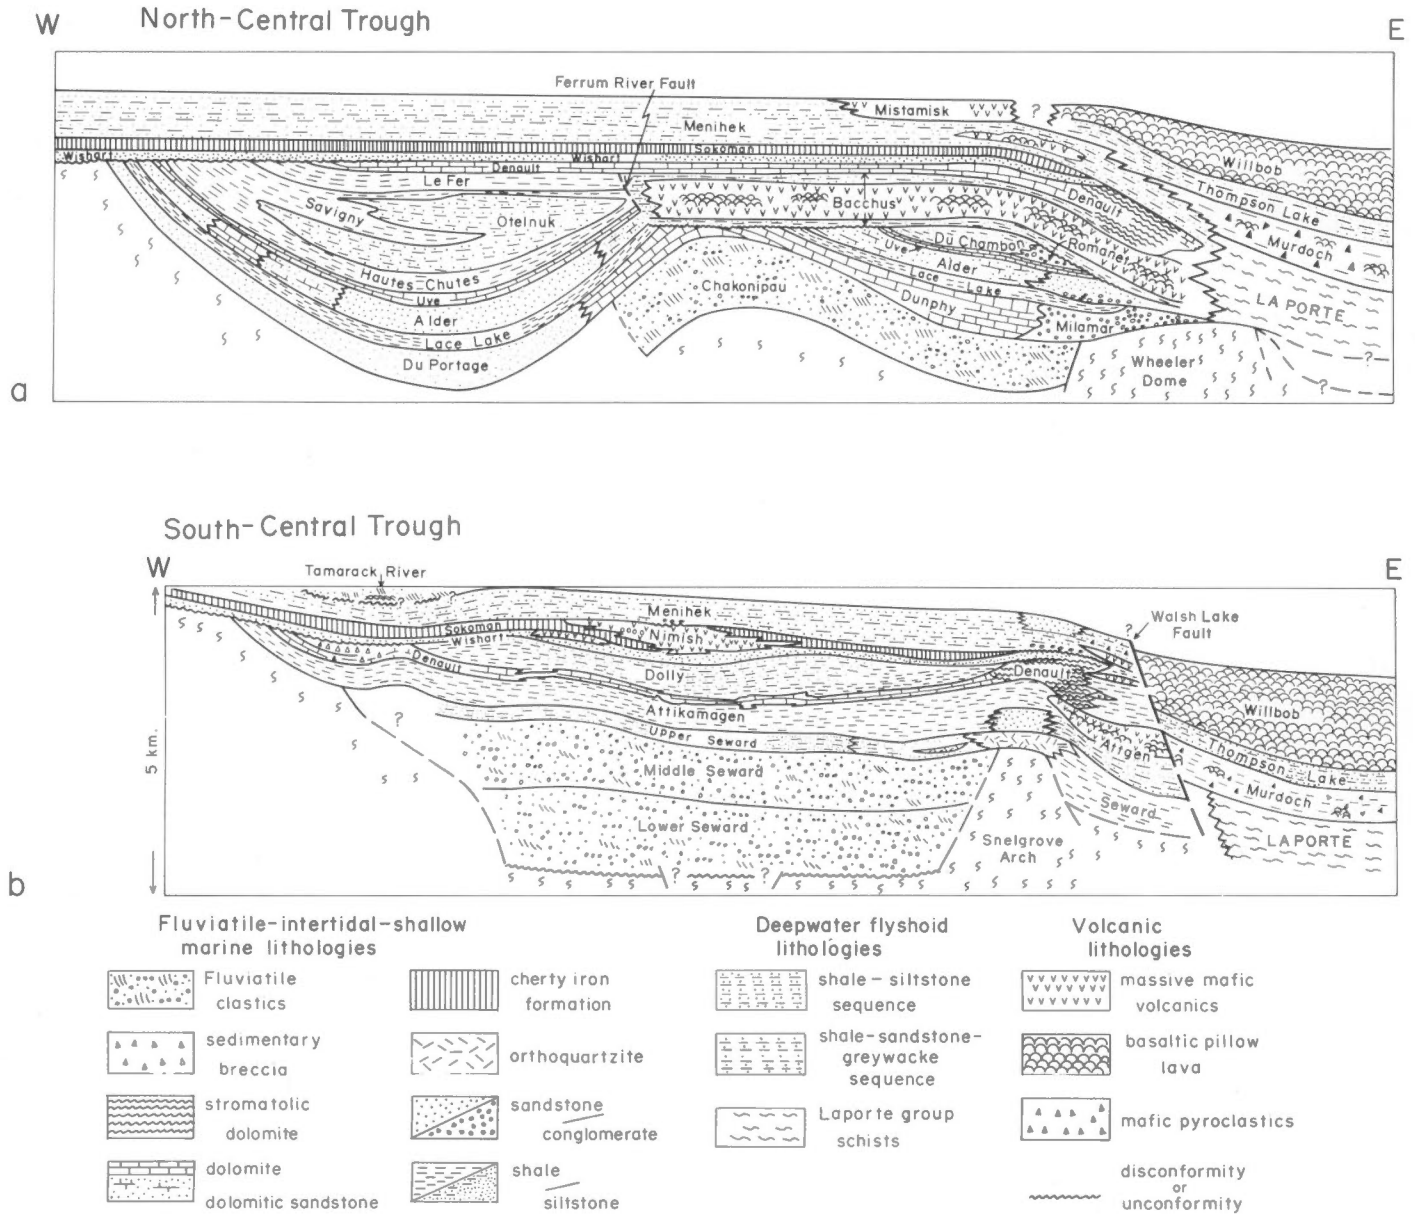 North-Central Trough
W
E
Ferrum River Fault
Mistamisk
?
Menihek
Sokoman
Wishart
Wishart
Willbob
Denault
Le Fer
Denault
Thompson Lake
Savigny
Bacchus
Otelnuk
Murdoch
Du Chambon
Romanet
Uve
Alder
Hautes-Chutes
Lace Lake
Chakonipau
LAPORTE
Uve
Dunphy
Alder
Milamar
Lace Lake
Du Portage
Wheeler
Dome
?
?
a
South-Central Trough
W
E
Tamarack River
?
?
Menihek
Walsh Lake
Fault
?
Sokoman
Nimish
Wishart
Denault
Dolly
Denault
Attikamagen
Willbob
?
Upper Seward
Attgen
Thompson Lake
5 km.
Middle Seward
Murdoch
Seward
Lower Seward
Snelgrove
Arch
LAPORTE
?
?
b
Fluviatile-intertidal-shallow
marine lithologies
Deepwater flyshoid
lithologies
Volcanic
lithologies
Fluviatile
clastics
cherty iron
formation
shale-siltstone
sequence
massive mafic
volcanics
sedimentary
breccia
orthoquartzite
shale-sandstone-
greywacke
sequence
basaltic pillow
lava
stromatolic
dolomite
sandstone
conglomerate
Laporte group
schists
mafic pyroclastics
dolomite
dolomitic sandstone
shale
siltstone
disconformity
or
unconformity